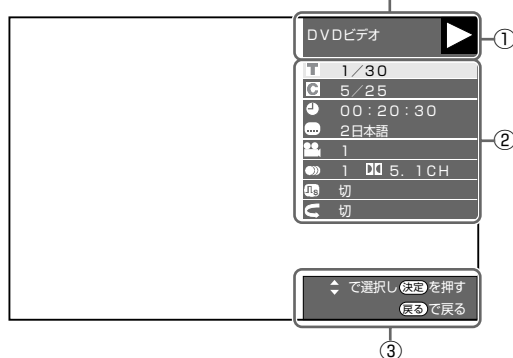 DVDビデオ
①
T 1/30
C 5/25
00:20:30
2日本語
②
1
1 5. 1CH
切
切
で選択し決定を押す
戻るで戻る
③